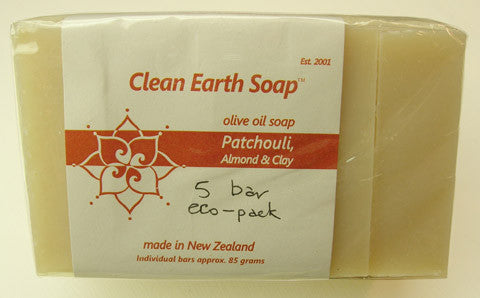 Est. 2001
Clean Earth Soap™
olive oil soap
Patchouli,
Almond & Clay
5 bar
eco-pack
made in New Zealand
Individual bars approx. 85 grams